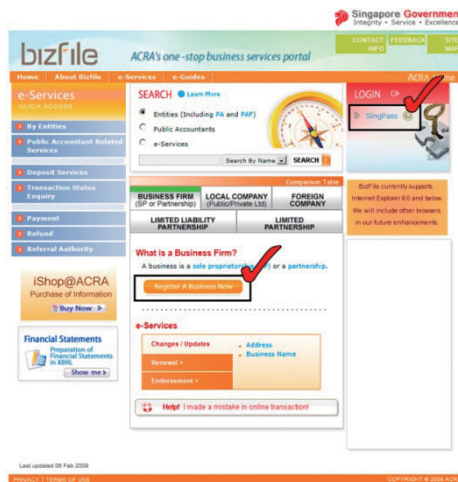 Singapore Governmen
Integrity • Service • Excellence
CONTACT INFO
FEEDBACK
SITE MAP
bizfile
ACRA's one-stop business services portal
Home
About Bizfile
e-Services
e-Guides
e-Services
QUICK ACCESS
By Entities
Public Accountant Related
Services
Deposit Services
Transaction Status
Enquiry
Payment
Refund
Referral Authority
iShop@ACRA
Purchase of Information
Buy Now >
Financial Statements
Preparation of
Financial Statements
in XBRL
Show me >
SEARCH Learn More
Entities (Including PA and PAF)
Public Accountants
e-Services
Search By Name
SEARCH
Comparison Table
BUSINESS FIRM
(SP or Partnership)
LOCAL COMPANY
(Public/Private Ltd)
FOREIGN
COMPANY
LIMITED LIABILITY
PARTNERSHIP
LIMITED
PARTNERSHIP
What is a Business Firm?
A business is a sole proprietorship or a partnership.
Register A Business Now
e-Services
Changes / Updates
Address
Business Name
Renewal >
Endorsement >
Help! I made a mistake in online transaction!
LOGIN
SingPass
BizFile currently supports
Internet Explorer 6.0 and below.
We will include other browsers
in our future enhancements.
Last updated 06 Feb 2009
PRIVACY | TERMS OF USE